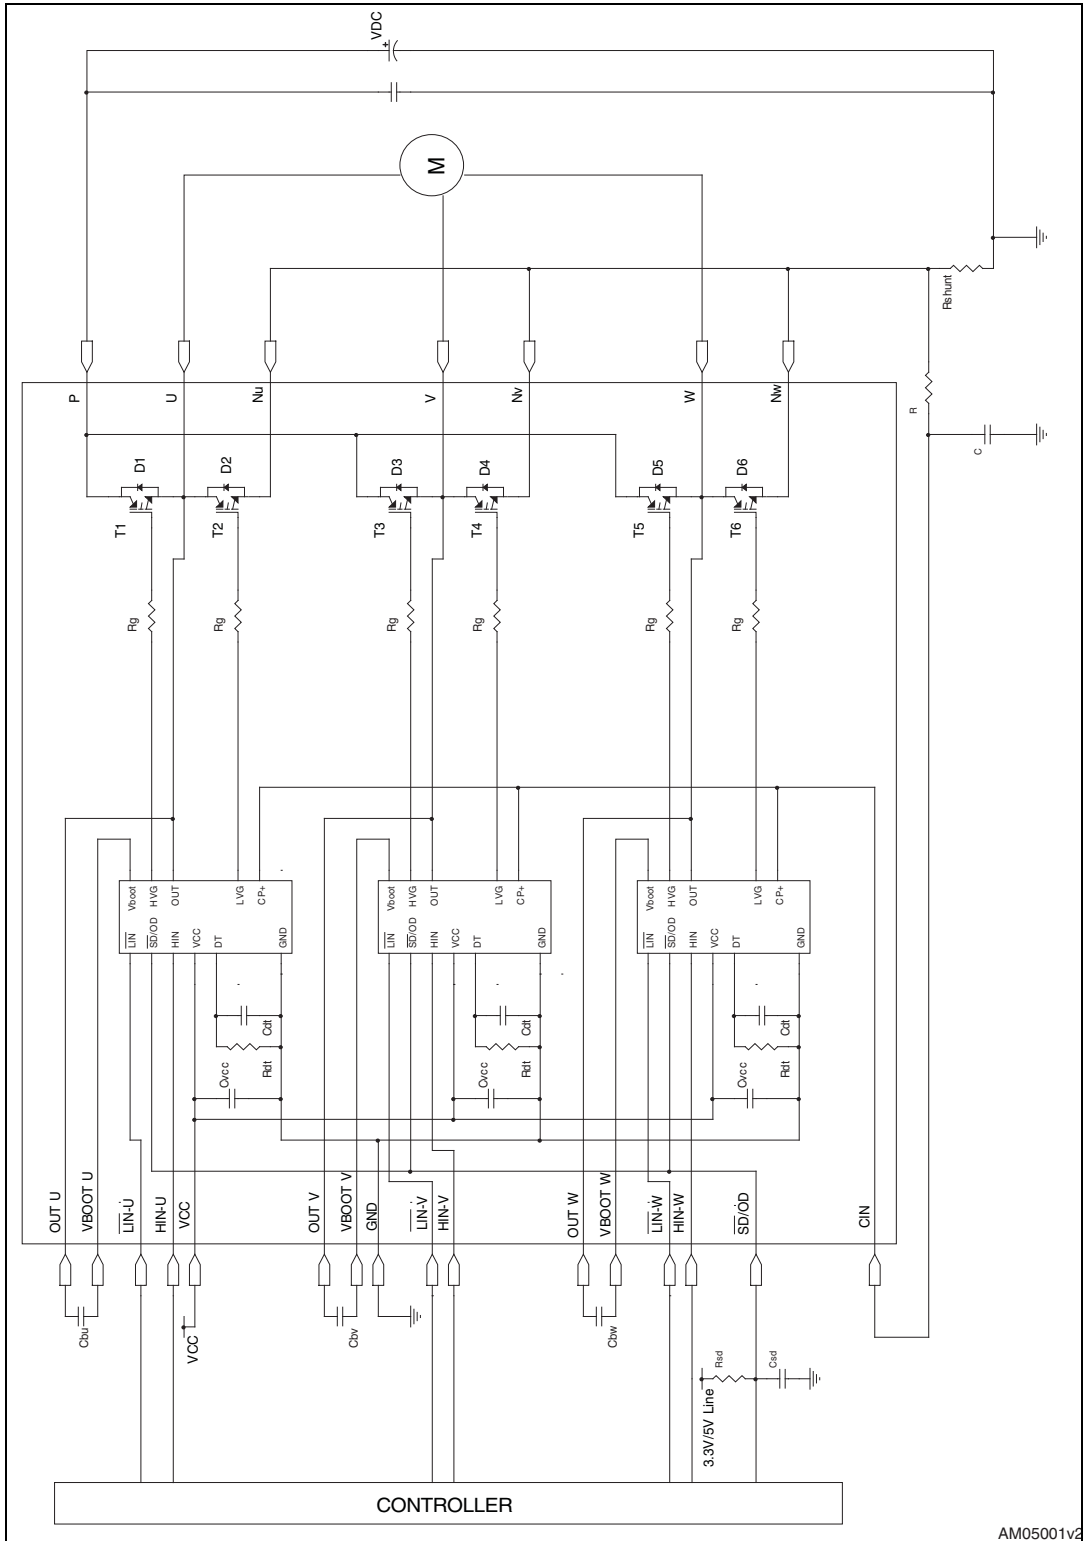 VDC
+
M
Rshunt
P
U
Nu
V
Nv
W
Nw
R
C
D1
D2
D3
D4
D5
D6
T1
T2
T3
T4
T5
T6
Rg
Rg
Rg
Rg
Rg
Rg
Vboot
HVG
OUT
LVG
CP+
LIN
SD/OD
HIN
VCC
DT
GND
Vboot
HVG
OUT
LVG
CP+
LIN
SD/OD
HIN
VCC
DT
GND
Vboot
HVG
OUT
LVG
CP+
LIN
SD/OD
HIN
VCC
DT
GND
Cdt
Rdt
Cvcc
Cdt
Rdt
Cvcc
Cdt
Rdt
Cvcc
OUT U
VBOOT U
LIN-U
HIN-U
VCC
OUT V
VBOOT V
GND
LIN-V
HIN-V
OUT W
VBOOT W
LIN-W
HIN-W
SD/OD
CIN
Cbu
VCC
Cbv
Cbw
3.3V/5V Line
Rsd
Csd
CONTROLLER
AM05001v2